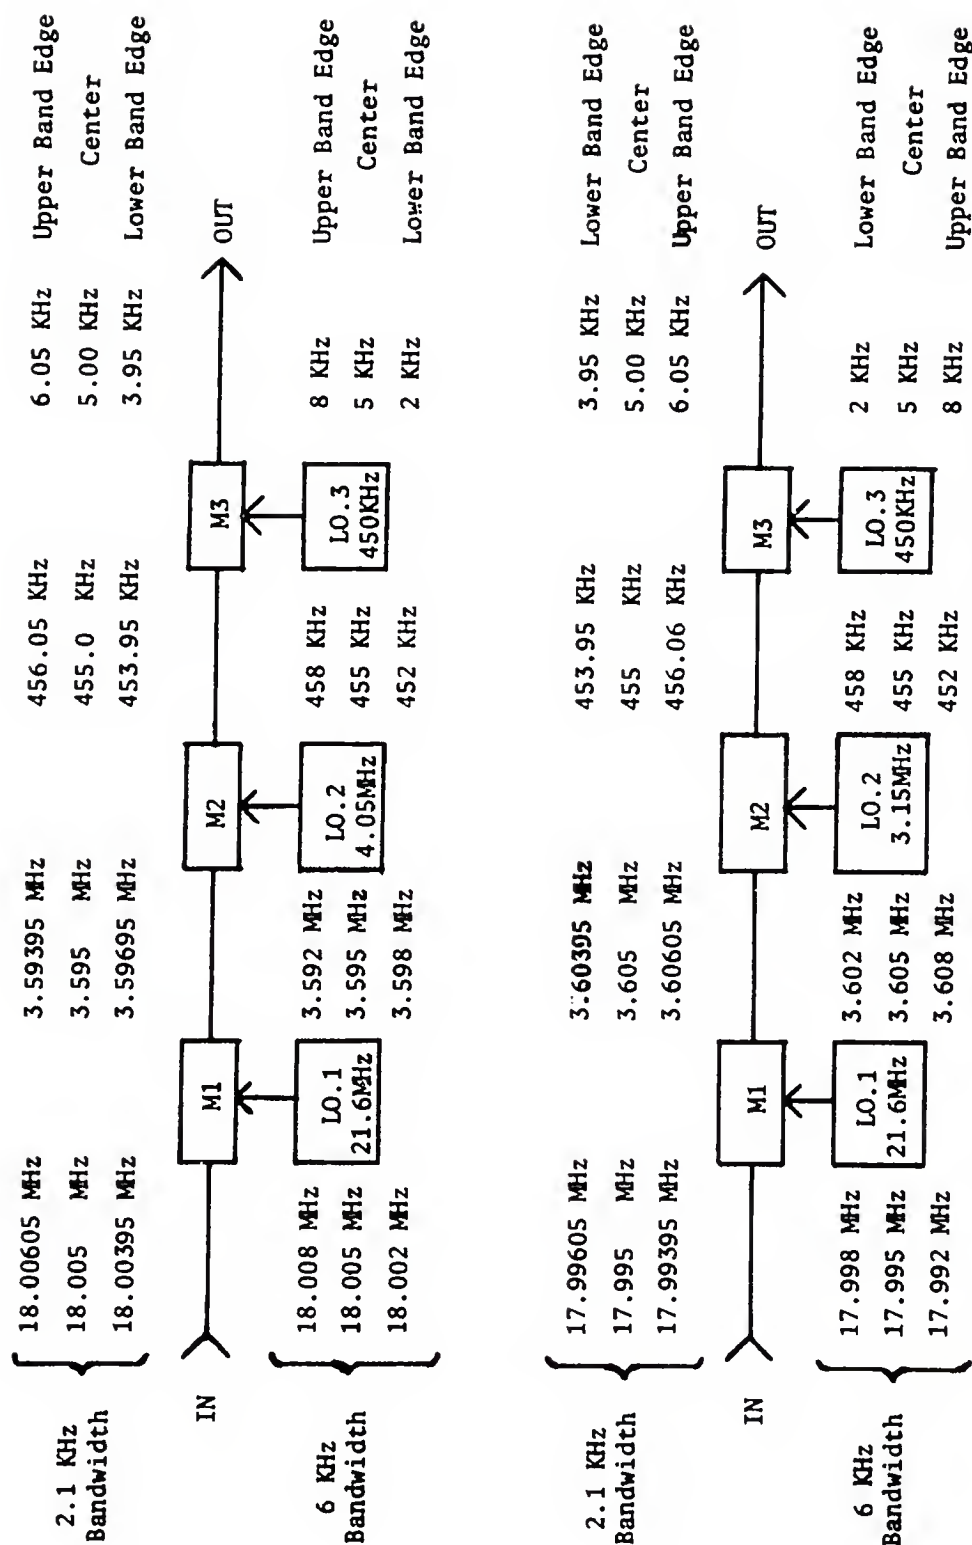 2.1 KHz
Bandwidth
18.00605 MHz
18.005 MHz
18.00395 MHz
3.59395 MHz
3.595 MHz
3.59695 MHz
456.05 KHz
455.0 KHz
453.95 KHz
6.05 KHz Upper Band Edge
5.00 KHz Center
3.95 KHz Lower Band Edge
IN
M1
M2
M3
OUT
LO.1
21.6MHz
LO.2
4.05MHz
LO.3
450KHz
6 KHz
Bandwidth
18.008 MHz
18.005 MHz
18.002 MHz
3.592 MHz
3.595 MHz
3.598 MHz
458 KHz
455 KHz
452 KHz
8 KHz Upper Band Edge
5 KHz Center
2 KHz Lower Band Edge
2.1 KHz
Bandwidth
17.99605 MHz
17.995 MHz
17.99395 MHz
3.60395 MHz
3.605 MHz
3.60605 MHz
453.95 KHz
455 KHz
456.06 KHz
3.95 KHz Lower Band Edge
5.00 KHz Center
6.05 KHz Upper Band Edge
IN
M1
M2
M3
OUT
LO.1
21.6MHz
LO.2
3.15MHz
LO.3
450KHz
6 KHz
Bandwidth
17.998 MHz
17.995 MHz
17.992 MHz
3.602 MHz
3.605 MHz
3.608 MHz
458 KHz
455 KHz
452 KHz
2 KHz Lower Band Edge
5 KHz Center
8 KHz Upper Band Edge